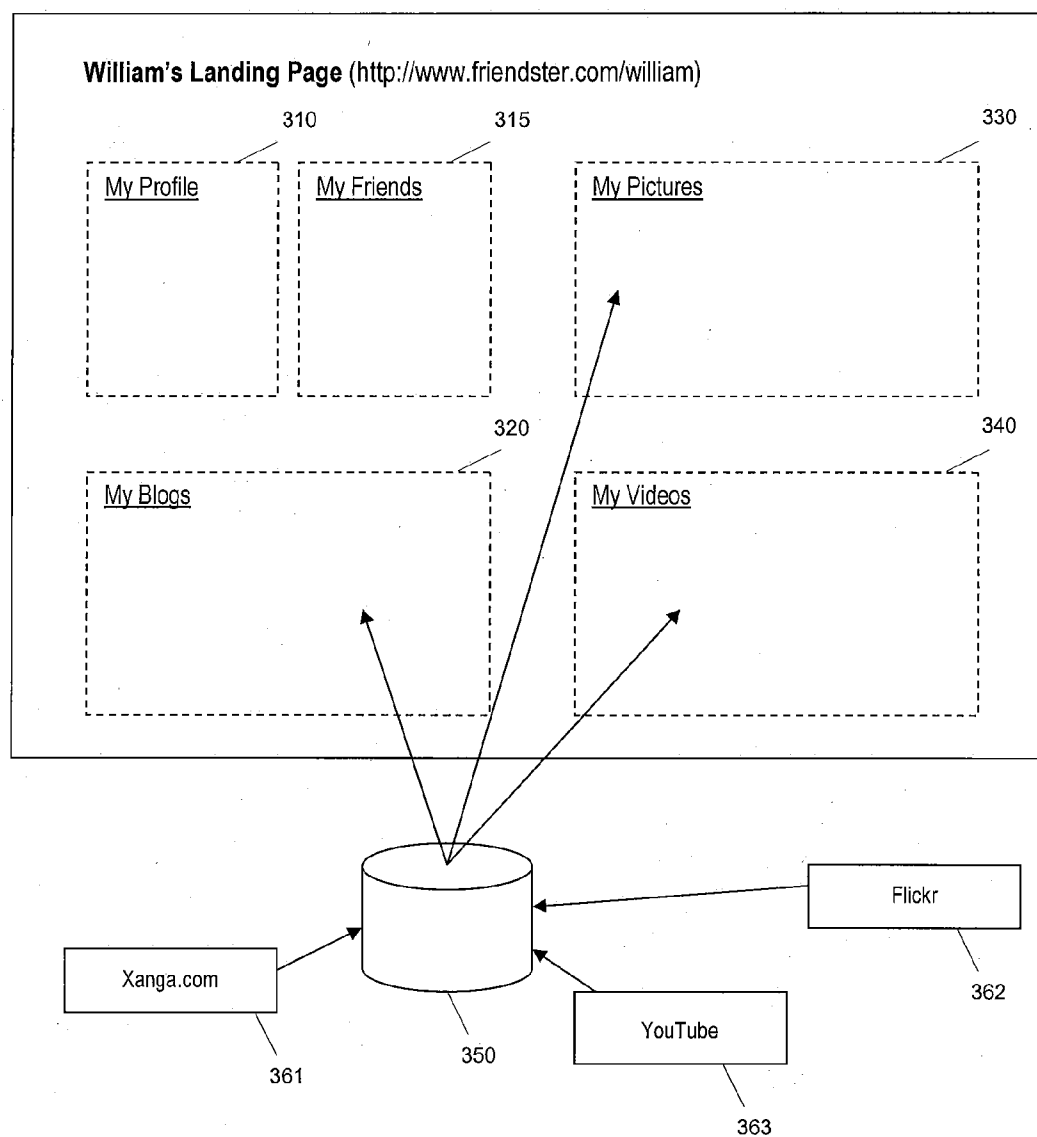 William's Landing Page (http://www.friendster.com/william)
310
315
330
My Profile
My Friends
My Pictures
320
340
My Blogs
My Videos
Flickr
362
Xanga.com
361
350
YouTube
363